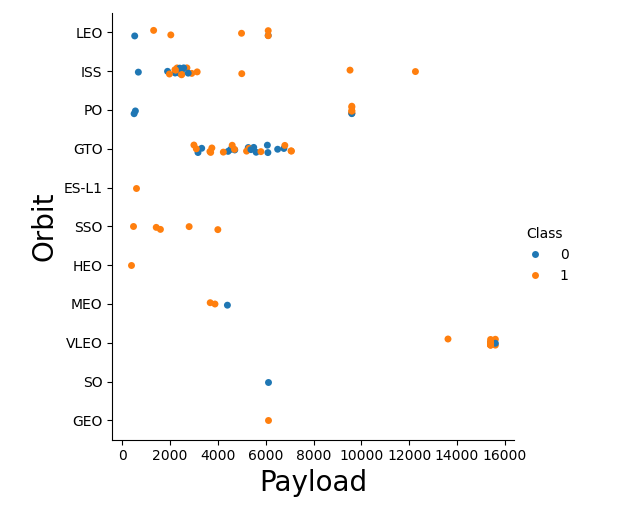 LEO
ISS
PO
GTO
ES-L1
SSO
HEO
MEO
VLEO
SO
GEO
Orbit
0 2000 4000 6000 8000 10000 12000 14000 16000
Payload
Class
0
1